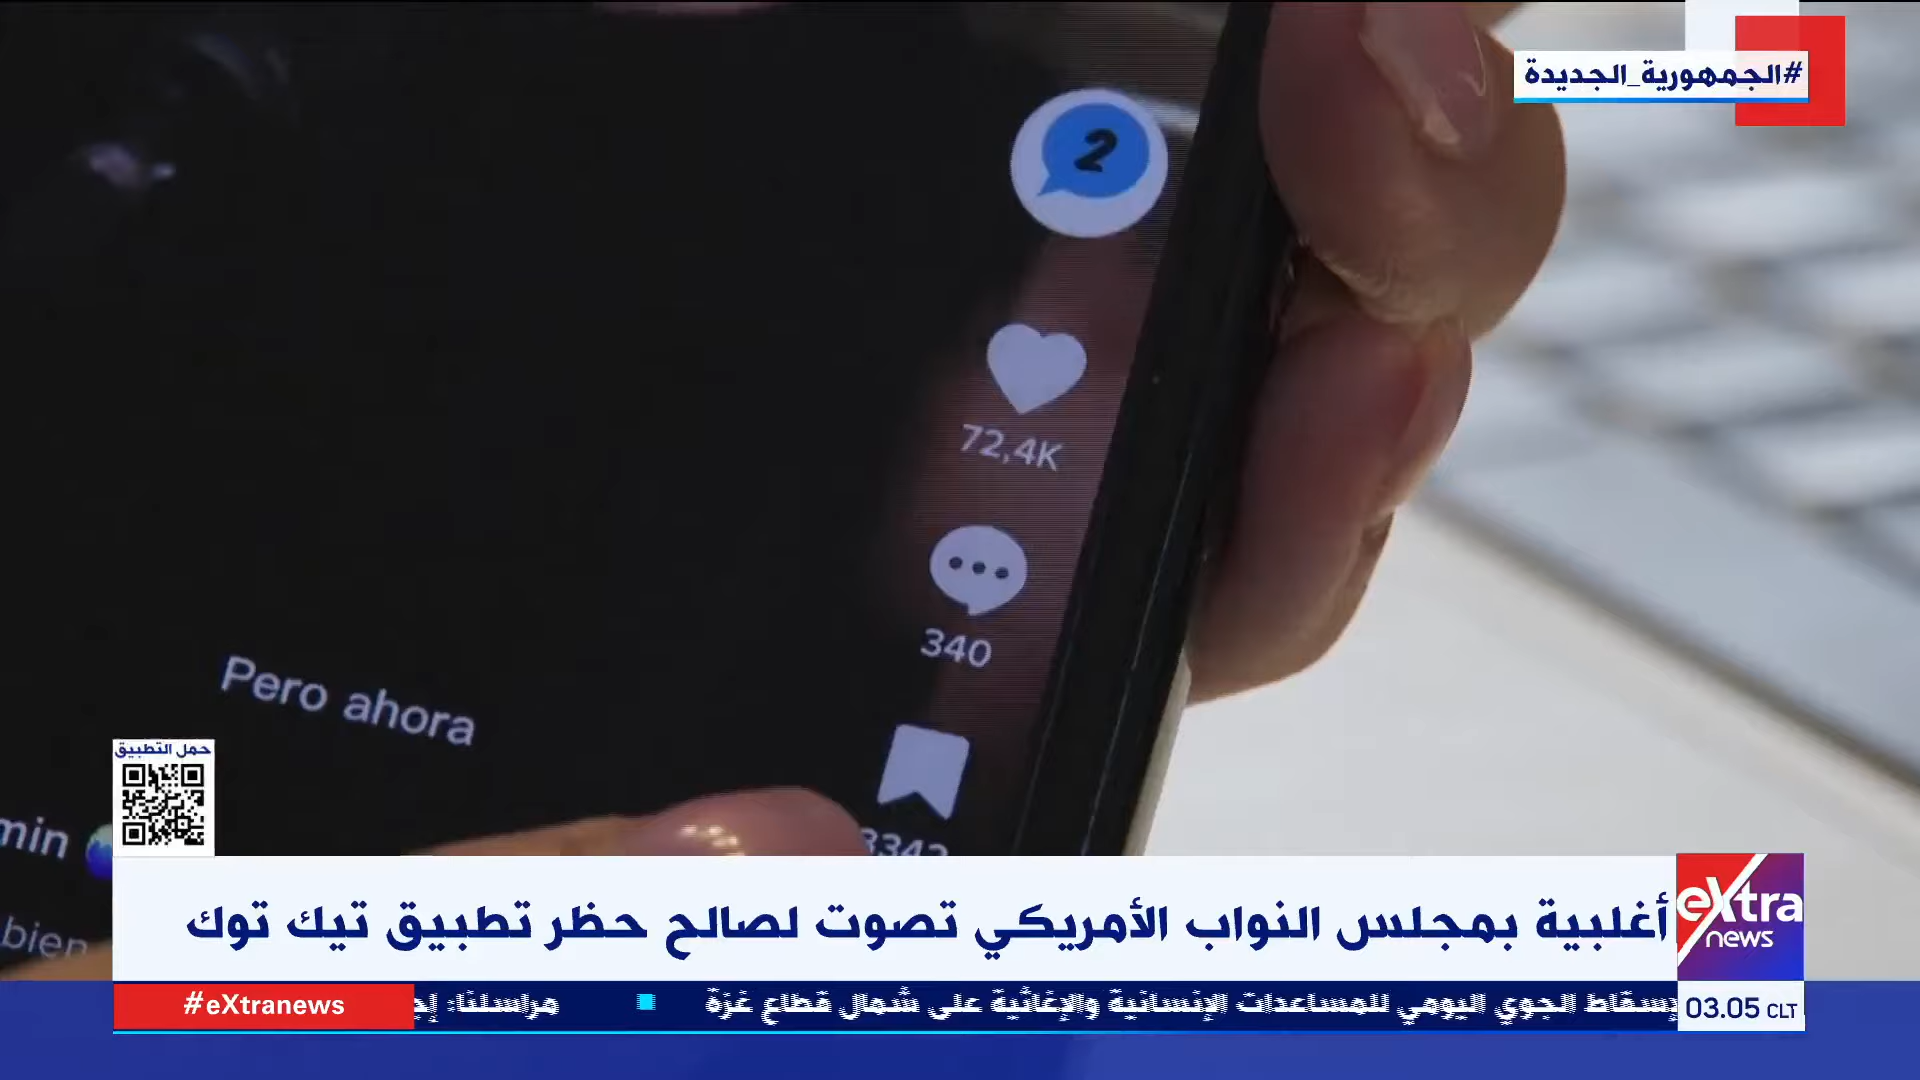 #الجمهورية_الجديدة
2
72,4K
340
Pero ahora
حمل التطبيق
min
bien
أغلبية بمجلس النواب الأمريكي تصوت لصالح حظر تطبيق تيك توك
eXtra
news
إسقاط الجوي اليومي للمساعدات الإنسانية والإغاثية على شمال قطاع غزة ■ مراسلنا:
#eXtranews
03.05 CLT